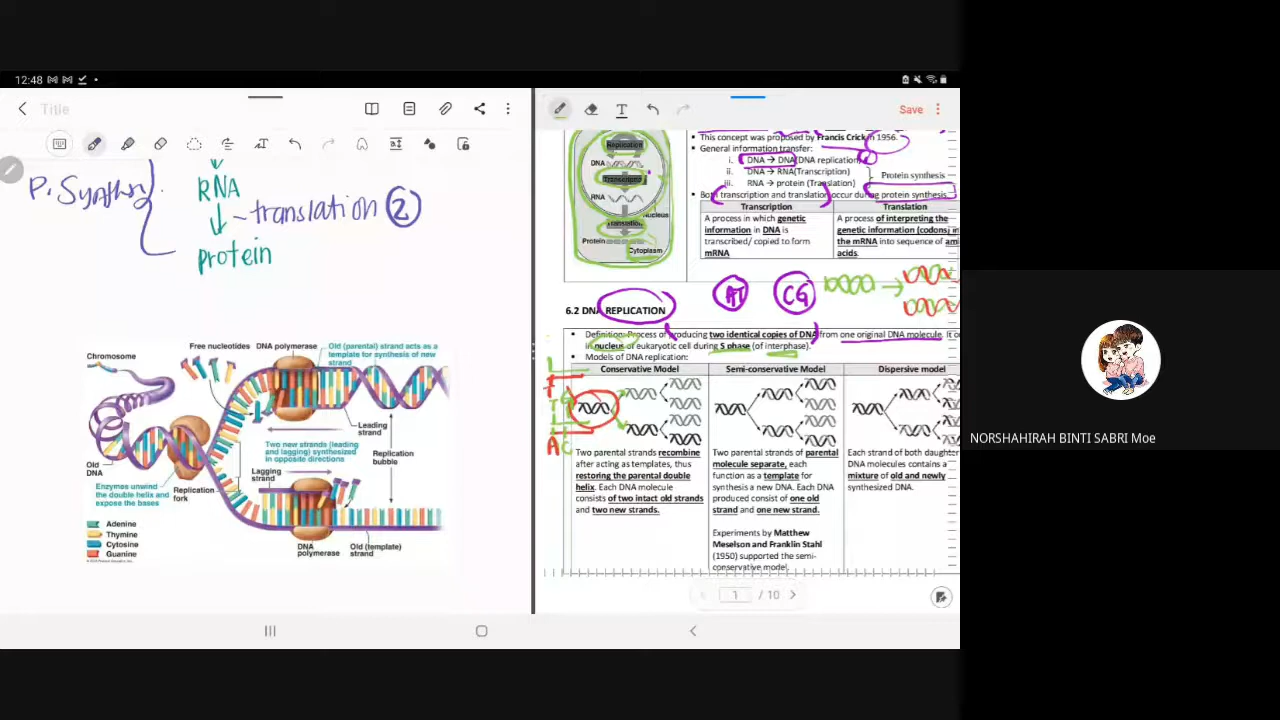 12:48
Title
P. Synthsis
RNA
translation 2
protein
Chromosome
Free nucleotides
DNA polymerase
Old (parental) strand acts as a
template for synthesis of new
strand
Leading
strand
Two new strands (leading
and lagging) synthesized
in opposite directions
Replication
bubble
Lagging
strand
Old
DNA
Enzymes unwind
the double helix and
expose the bases
Replication
fork
Adenine
Thymine
Cytosine
Guanine
DNA
polymerase
Old (template)
strand
Save
Replication
DNA
Transcription
RNA
Nucleus
Translation
Protein
Cytoplasm
• This concept was proposed by Francis Crick in 1956.
• General information transfer:
i. DNA → DNA(DNA replication)
ii. DNA → RNA(Transcription)
iii. RNA → protein (Translation)
Protein synthesis
• Both transcription and translation occur during protein synthesis.
Transcription
Translation
A process in which genetic
information in DNA is
transcribed/ copied to form
mRNA
A process of interpreting the
genetic information (codons) in
the mRNA into sequence of
acids.
AT
CG
6.2 DNA REPLICATION
• Definition: Process of producing two identical copies of DNA from one original DNA molecule. It
in nucleus of eukaryotic cell during S phase (of interphase).
• Models of DNA replication:
Conservative Model
Semi-conservative Model
Dispersive model
A C
Two parental strands recombine
after acting as templates, thus
restoring the parental double
helix. Each DNA molecule
consists of two intact old strands
and two new strands.
Two parental strands of parental
molecule separate, each
function as a template for
synthesis a new DNA. Each DNA
produced consist of one old
strand and one new strand.
Experiments by Matthew
Meselson and Franklin Stahl
(1950) supported the semi-
conservative model.
Each strand of both daughter
DNA molecules contains a
mixture of old and newly
synthesized DNA.
1 / 10
NORSHAHIRAH BINTI SABRI Moe